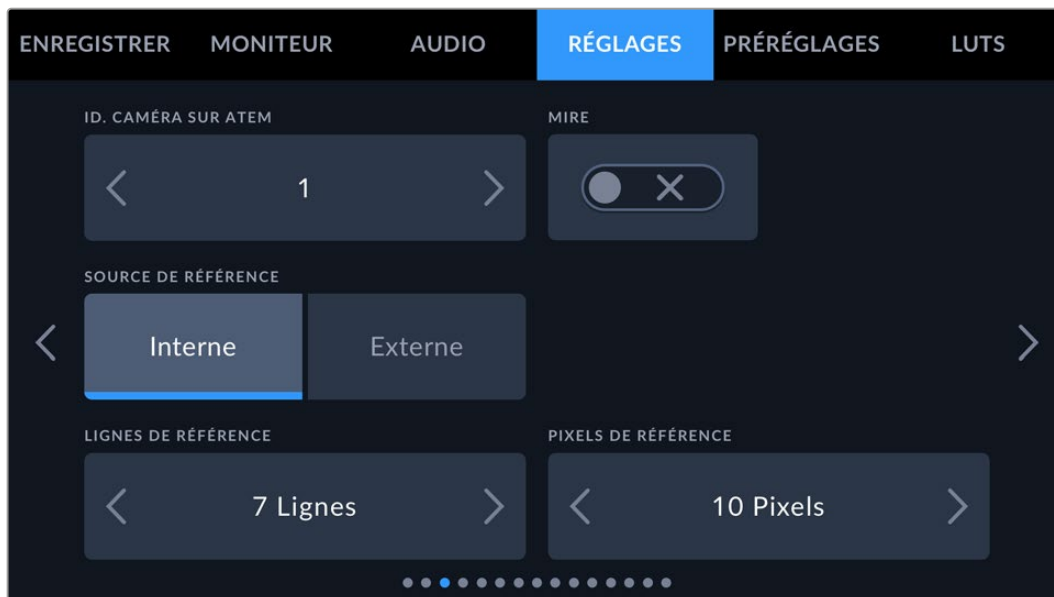 ENREGISTRER MONITEUR AUDIO RÉGLAGES PRÉRÉGLAGES LUTS
ID. CAMÉRA SUR ATEM MIRE
1
SOURCE DE RÉFÉRENCE
Interne Externe
LIGNES DE RÉFÉRENCE PIXELS DE RÉFÉRENCE
7 Lignes 10 Pixels